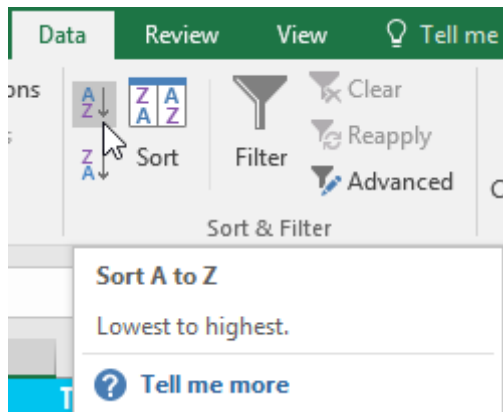 Data Review View Tell me
ons Clear
Reapply
Sort Filter
Advanced
Sort & Filter
Sort A to Z
Lowest to highest.
Tell me more
T